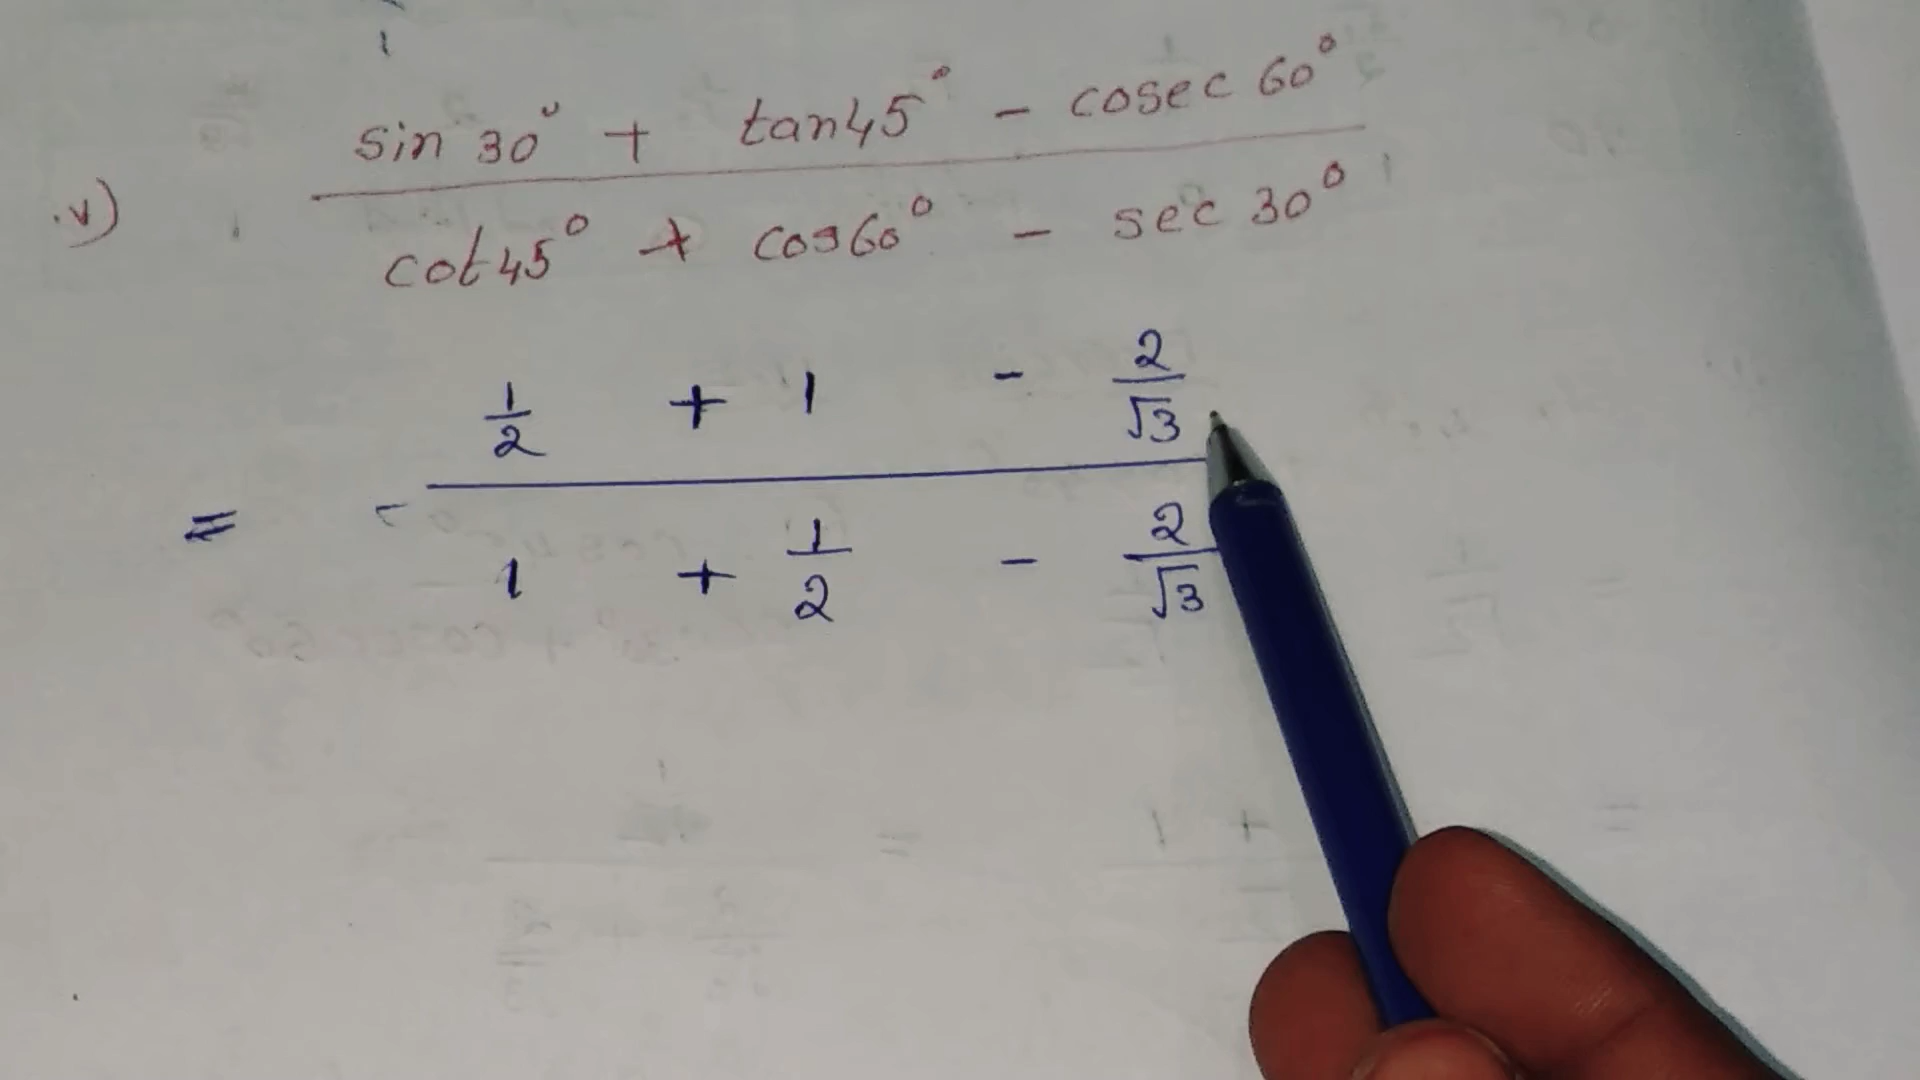 v) (sin 30° + tan45° - cosec 60°) / (cot45° + cos60° - sec 30°)
= (1/2 + 1 - 2/√3) / (1 + 1/2 - 2/√3)